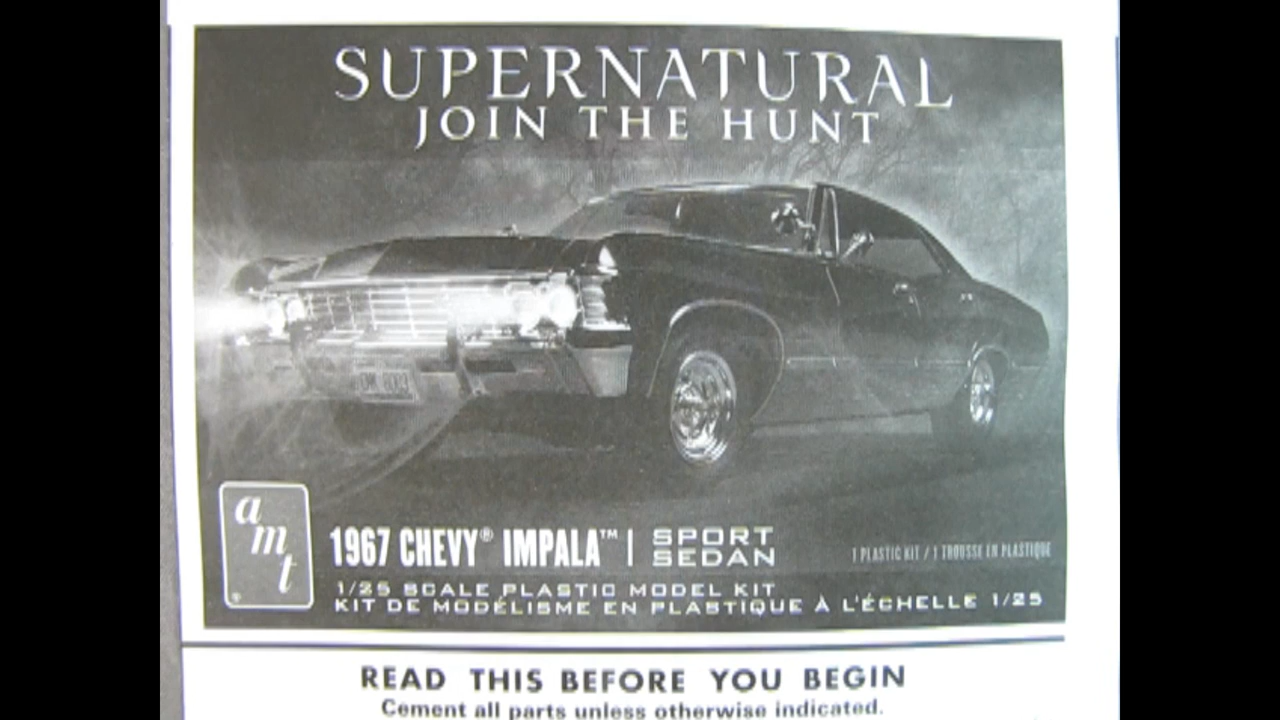 SUPERNATURAL
JOIN THE HUNT
amt
®
1967 CHEVY® IMPALA™ | SPORT SEDAN
1 PLASTIC KIT / 1 TROUSSE EN PLASTIQUE
1/25 SCALE PLASTIC MODEL KIT
KIT DE MODÉLISME EN PLASTIQUE À L'ÉCHELLE 1/25
READ THIS BEFORE YOU BEGIN
Cement all parts unless otherwise indicated.